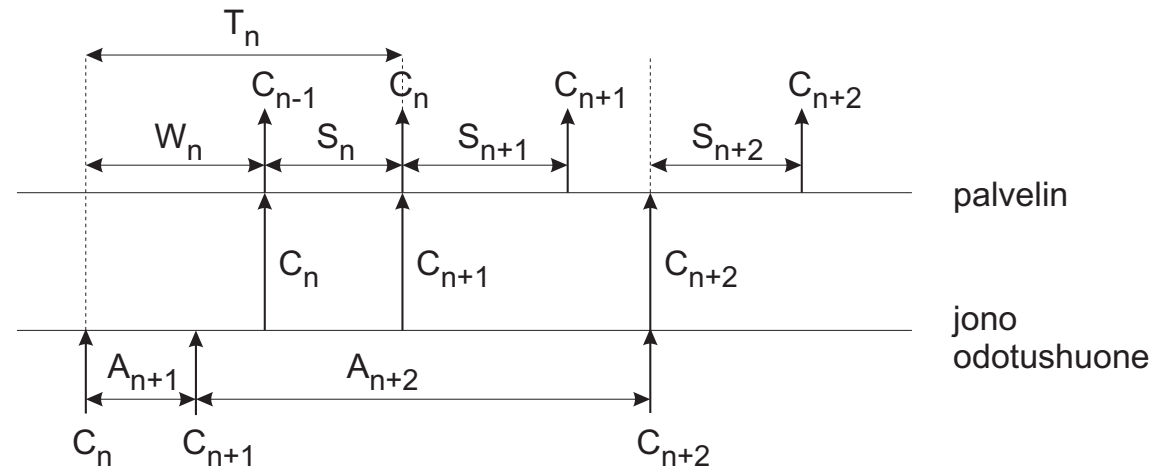 Tₙ
Cₙ₋₁ Cₙ Cₙ₊₁ Cₙ₊₂
Wₙ Sₙ Sₙ₊₁ Sₙ₊₂
palvelin
Cₙ Cₙ₊₁ Cₙ₊₂
jono
odotushuone
Aₙ₊₁ Aₙ₊₂
Cₙ Cₙ₊₁ Cₙ₊₂